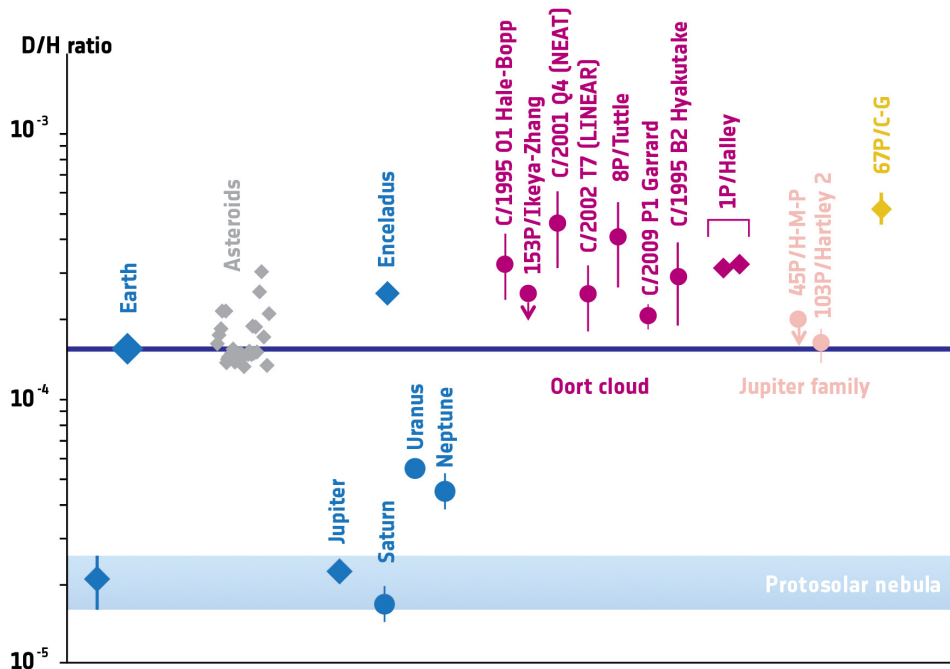 D/H ratio
10-3
10-4
10-5
Earth
Asteroids
Enceladus
Jupiter
Saturn
Uranus
Neptune
C/1995 O1 Hale-Bopp
153P/Ikeya-Zhang
C/2001 Q4 (NEAT)
C/2002 T7 (LINEAR)
8P/Tuttle
C/2009 P1 Garrard
C/1995 B2 Hyakutake
1P/Halley
45P/H-M-P
103P/Hartley 2
67P/C-G
Oort cloud
Jupiter family
Protosolar nebula